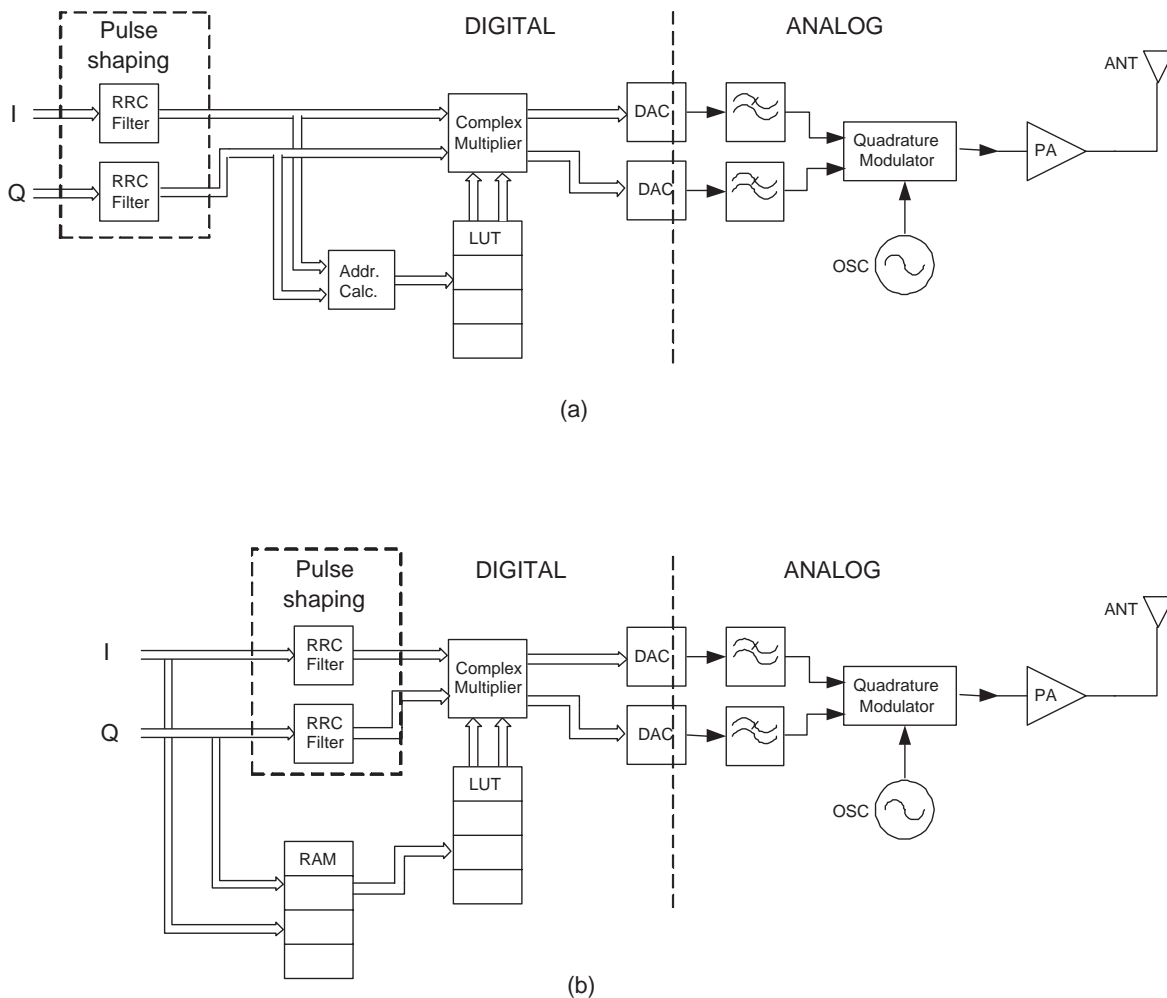 Pulse
shaping
DIGITAL
ANALOG
ANT
I
RRC
Filter
Complex
Multiplier
DAC
Quadrature
Modulator
PA
Q
RRC
Filter
DAC
LUT
OSC
Addr.
Calc.
(a)
Pulse
shaping
DIGITAL
ANALOG
ANT
I
RRC
Filter
Complex
Multiplier
DAC
Quadrature
Modulator
PA
Q
RRC
Filter
DAC
LUT
OSC
RAM
(b)